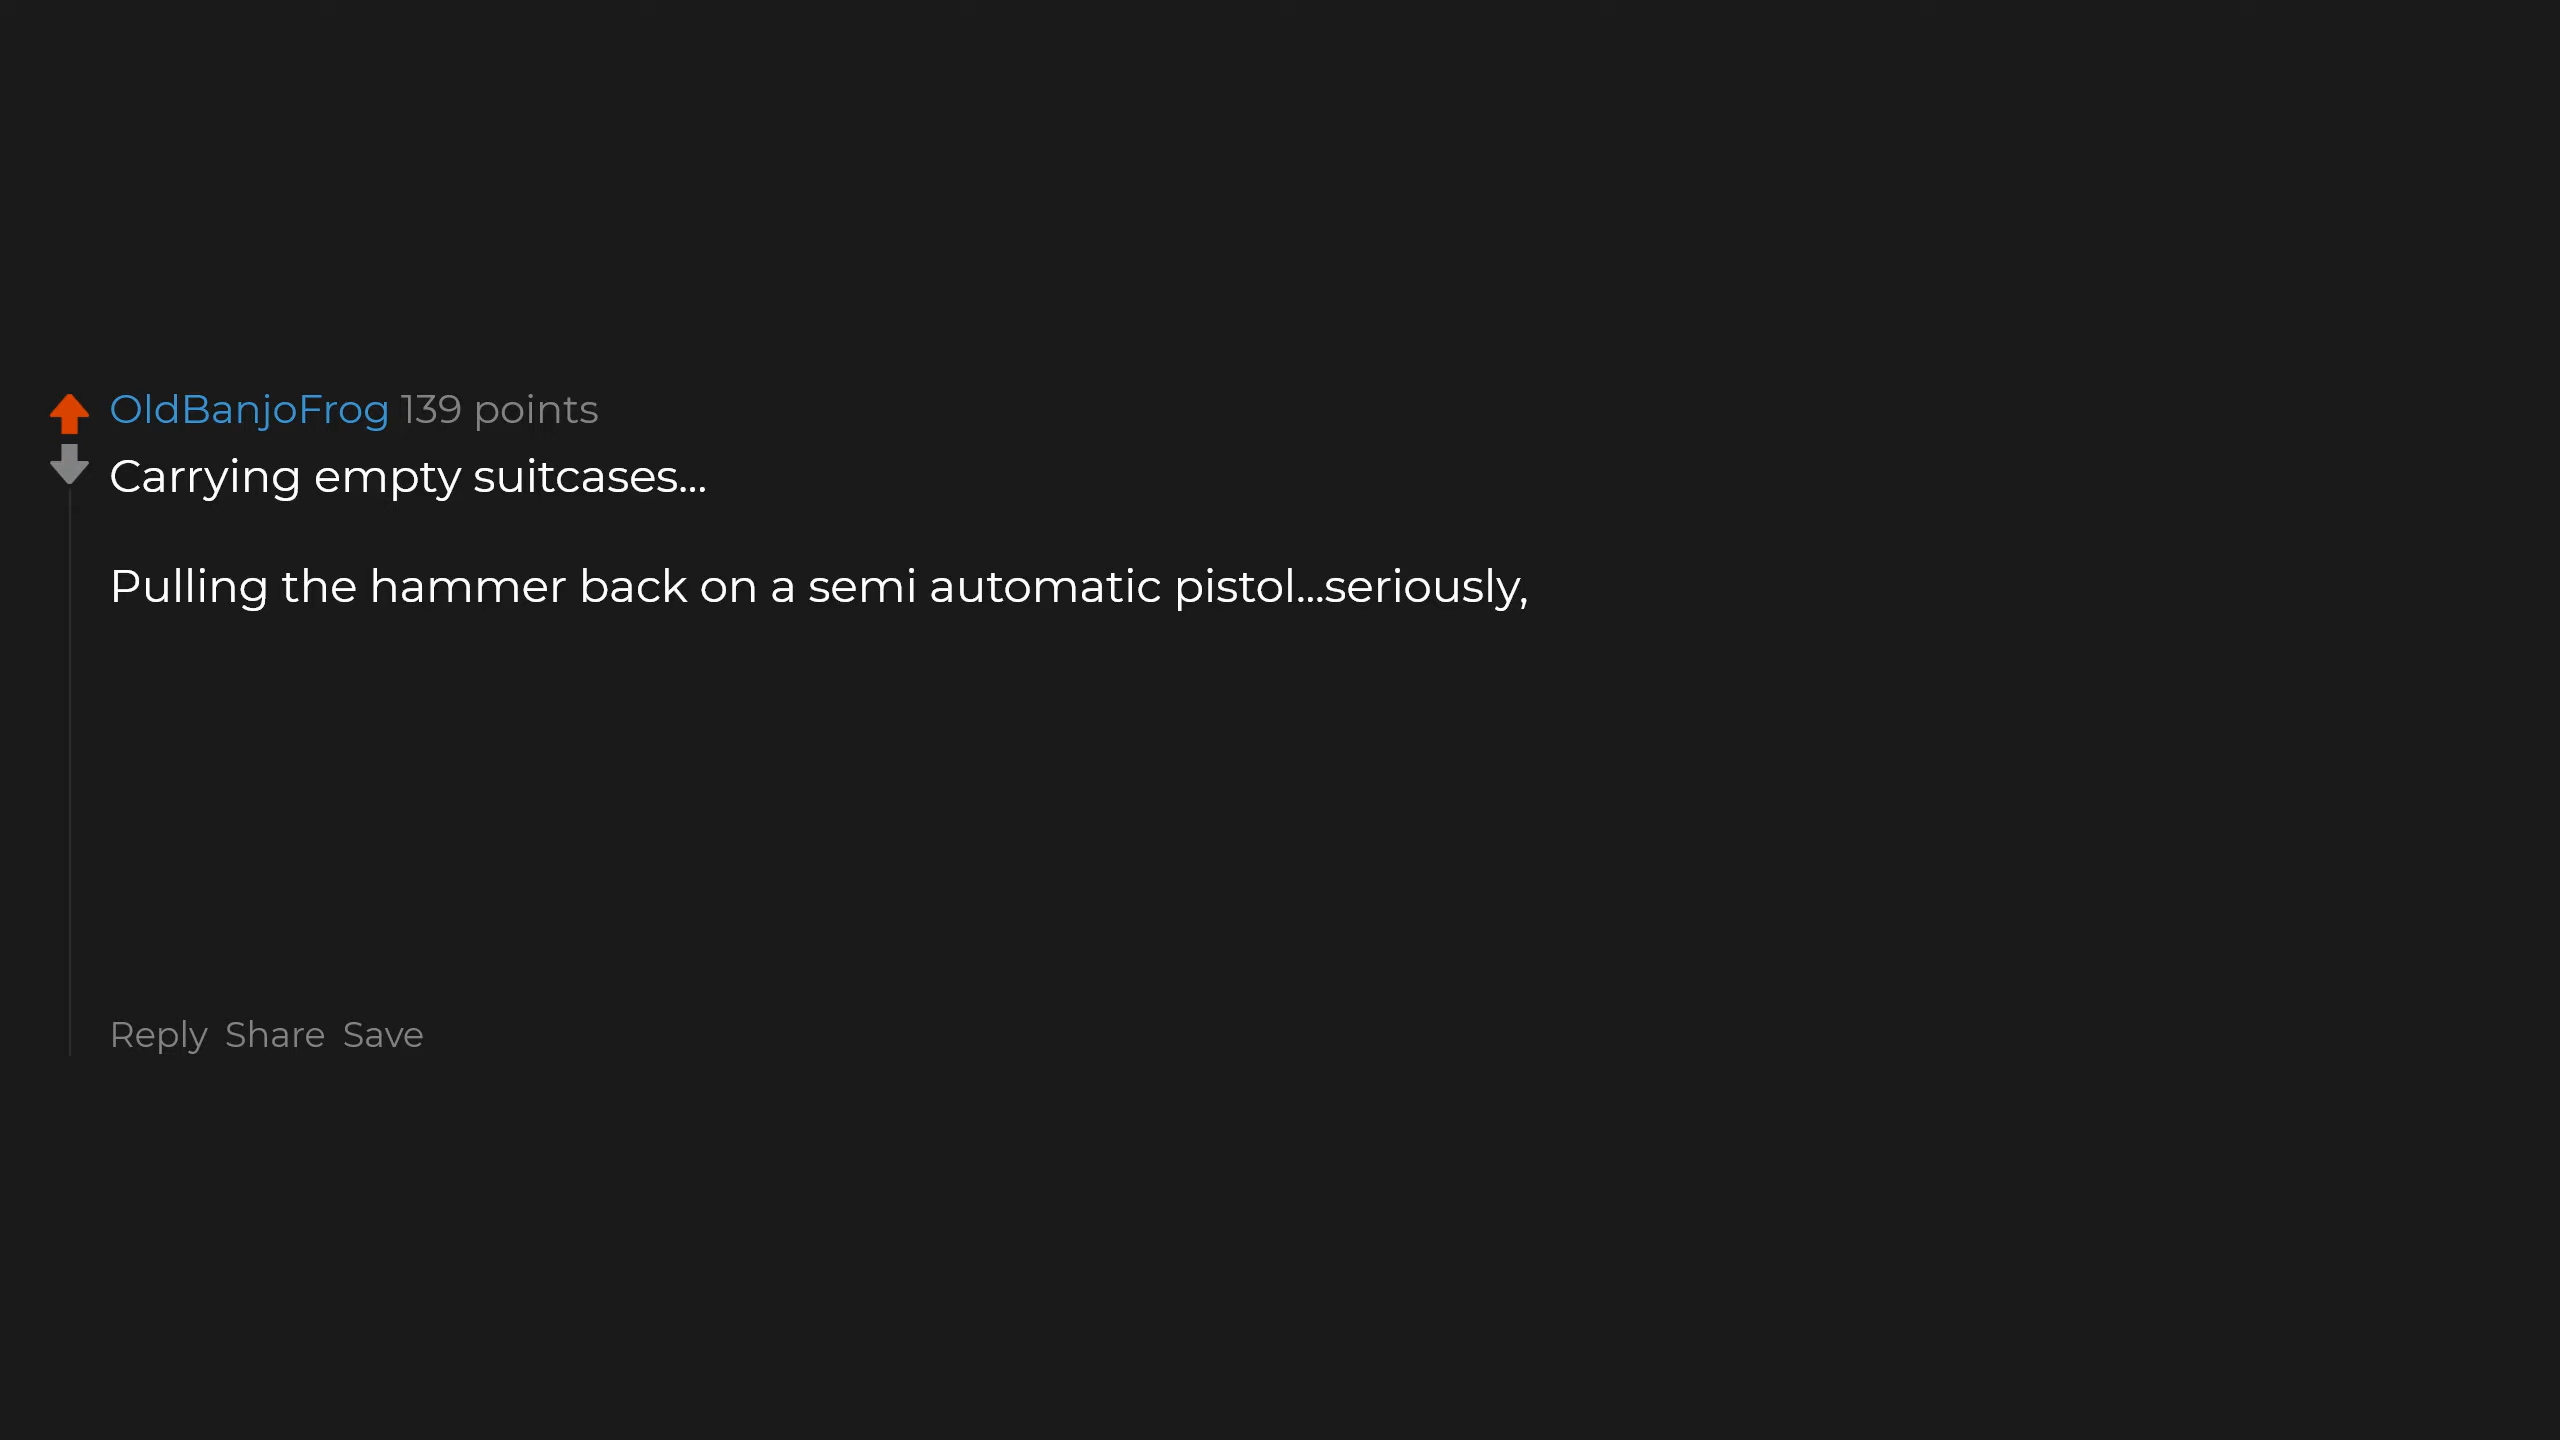 OldBanjoFrog 139 points
Carrying empty suitcases...
Pulling the hammer back on a semi automatic pistol...seriously,
Reply Share Save